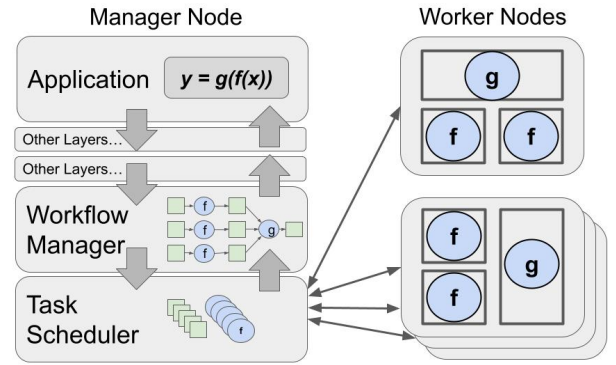 Manager Node
Worker Nodes
Application
y = g(f(x))
Other Layers…
Other Layers…
Workflow
Manager
f
f
f
g
Task
Scheduler
f
g
f
f
f
f
g